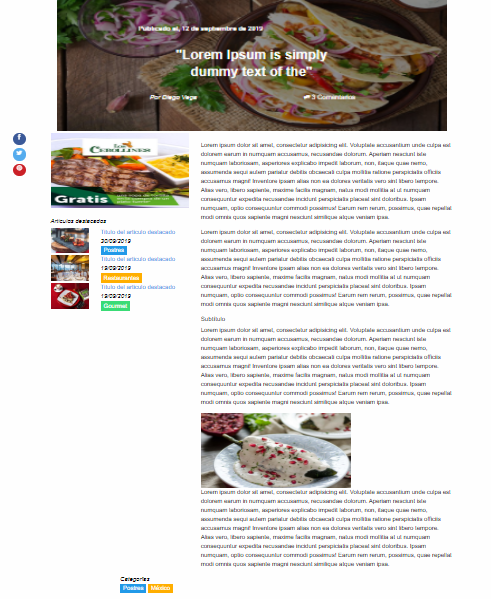 Publicado el, 12 de septiembre de 2019
"Lorem Ipsum is simply
dummy text of the"
Por Diego Vega
3 Comentarios
Los
CEBOLLINES
Gratis
Artículos destacados
Titulo del articulo destacado
30/09/2019
Postres
Titulo del articulo destacado
19/09/2019
Restaurantes
Titulo del articulo destacado
19/09/2019
Gourmet
Lorem ipsum dolor sit amet, consectetur adipisicing elit. Voluptate accusantium unde culpa est
dolorem earum in numquam accusamus, recusandae dolorum. Aperiam nesciunt iste
numquam laboriosam, asperiores explicabo impedit laborum, non, itaque quae nemo,
assumenda sequi autem pariatur debitis obcaecati culpa mollitia ratione perspiciatis officiis
accusamus magni! Inventore ipsam alias non ea dolores veritatis vero sint libero tempore.
Alias vero, libero sapiente, maxime facilis magnam, natus modi mollitia at ut numquam
consequuntur expedita recusandae incidunt perspiciatis placeat sint doloribus. Ipsam
numquam, optio consequuntur commodi possimus! Earum rem rerum, possimus, quae repellat
modi omnis quos sapiente magni nesciunt similique atque veniam ipsa.
Lorem ipsum dolor sit amet, consectetur adipisicing elit. Voluptate accusantium unde culpa est
dolorem earum in numquam accusamus, recusandae dolorum. Aperiam nesciunt iste
numquam laboriosam, asperiores explicabo impedit laborum, non, itaque quae nemo,
assumenda sequi autem pariatur debitis obcaecati culpa mollitia ratione perspiciatis officiis
accusamus magni! Inventore ipsam alias non ea dolores veritatis vero sint libero tempore.
Alias vero, libero sapiente, maxime facilis magnam, natus modi mollitia at ut numquam
consequuntur expedita recusandae incidunt perspiciatis placeat sint doloribus. Ipsam
numquam, optio consequuntur commodi possimus! Earum rem rerum, possimus, quae repellat
modi omnis quos sapiente magni nesciunt similique atque veniam ipsa.
Subtitulo
Lorem ipsum dolor sit amet, consectetur adipisicing elit. Voluptate accusantium unde culpa est
dolorem earum in numquam accusamus, recusandae dolorum. Aperiam nesciunt iste
numquam laboriosam, asperiores explicabo impedit laborum, non, itaque quae nemo,
assumenda sequi autem pariatur debitis obcaecati culpa mollitia ratione perspiciatis officiis
accusamus magni! Inventore ipsam alias non ea dolores veritatis vero sint libero tempore.
Alias vero, libero sapiente, maxime facilis magnam, natus modi mollitia at ut numquam
consequuntur expedita recusandae incidunt perspiciatis placeat sint doloribus. Ipsam
numquam, optio consequuntur commodi possimus! Earum rem rerum, possimus, quae repellat
modi omnis quos sapiente magni nesciunt similique atque veniam ipsa.
Lorem ipsum dolor sit amet, consectetur adipisicing elit. Voluptate accusantium unde culpa est
dolorem earum in numquam accusamus, recusandae dolorum. Aperiam nesciunt iste
numquam laboriosam, asperiores explicabo impedit laborum, non, itaque quae nemo,
assumenda sequi autem pariatur debitis obcaecati culpa mollitia ratione perspiciatis officiis
accusamus magni! Inventore ipsam alias non ea dolores veritatis vero sint libero tempore.
Alias vero, libero sapiente, maxime facilis magnam, natus modi mollitia at ut numquam
consequuntur expedita recusandae incidunt perspiciatis placeat sint doloribus. Ipsam
numquam, optio consequuntur commodi possimus! Earum rem rerum, possimus, quae repellat
modi omnis quos sapiente magni nesciunt similique atque veniam ipsa.
Categorías
Postres
México!